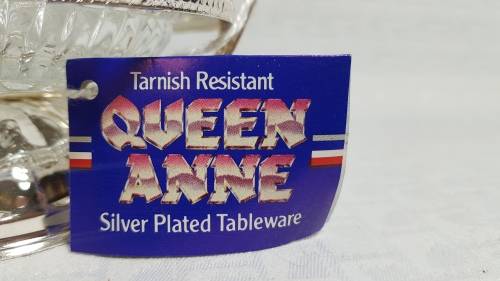 Tarnish Resistant
QUEEN
ANNE
Silver Plated Tableware